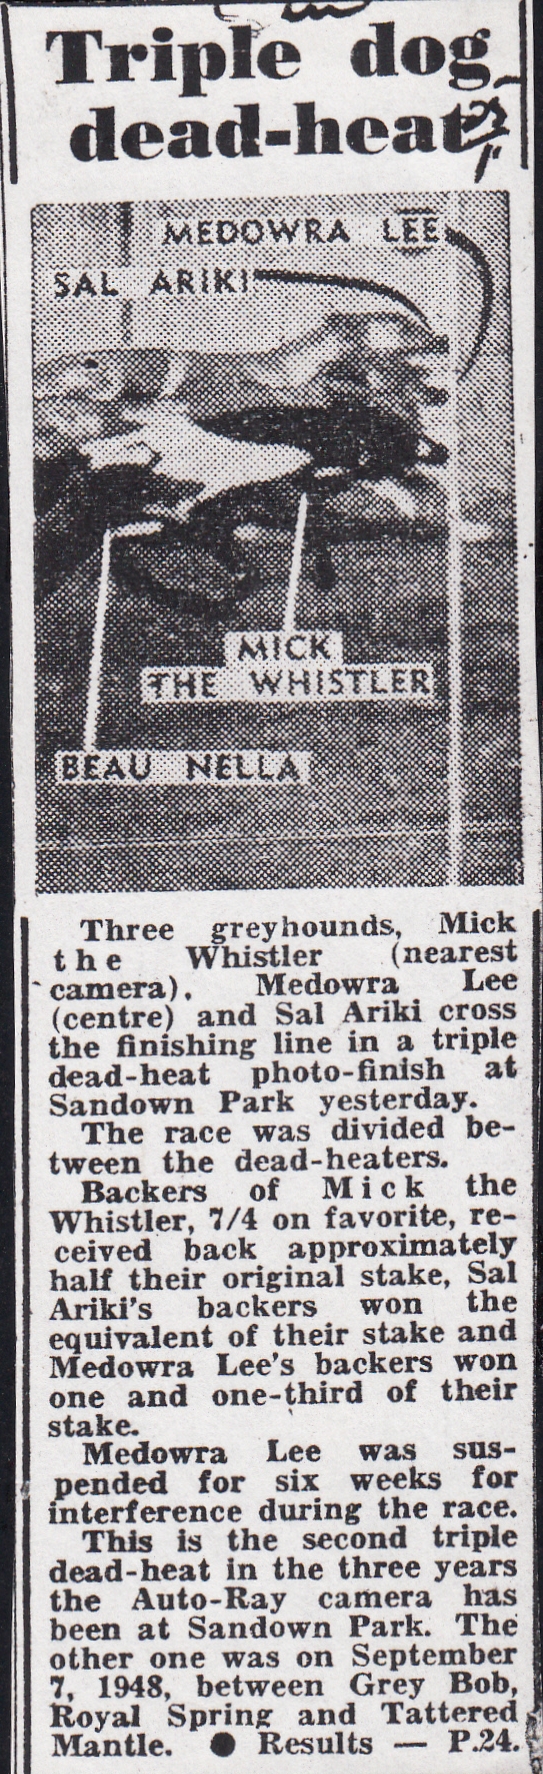 Triple dog
dead-heat
MEDOWRA LEE
SAL ARIKI
MICK
THE WHISTLER
BEAU NELLA
Three greyhounds, Mick
the Whistler (nearest
camera), Medowra Lee
(centre) and Sal Ariki cross
the finishing line in a triple
dead-heat photo-finish at
Sandown Park yesterday.
The race was divided be-
tween the dead-heaters.
Backers of Mick the
Whistler, 7/4 on favorite, re-
ceived back approximately
half their original stake, Sal
Ariki's backers won the
equivalent of their stake and
Medowra Lee's backers won
one and one-third of their
stake.
Medowra Lee was sus-
pended for six weeks for
interference during the race.
This is the second triple
dead-heat in the three years
the Auto-Ray camera has
been at Sandown Park. The
other one was on September
7, 1948, between Grey Bob,
Royal Spring and Tattered
Mantle. ● Results — P.24.